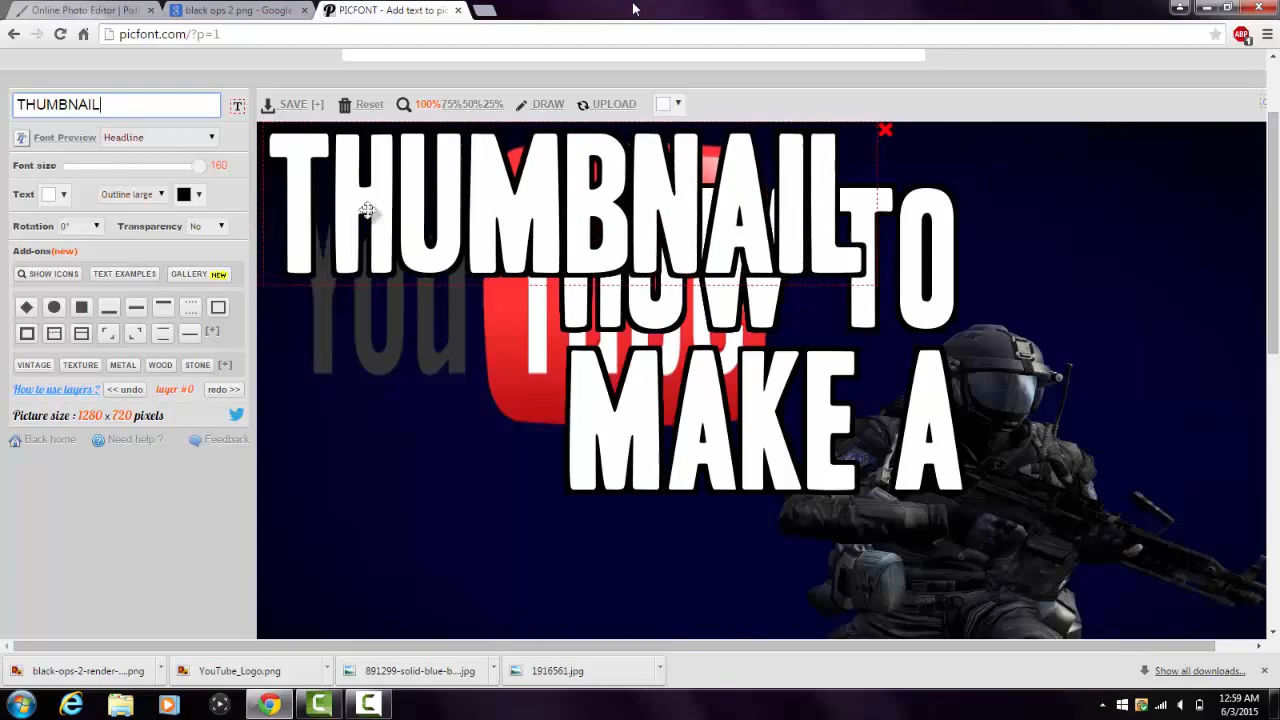 Online Photo Editor | Pixl
black ops 2 png - Google
PICFONT - Add text to pic
picfont.com/?p=1
ABP
1
THUMBNAIL
T
SAVE [+]
Reset
100%75%50%25%
DRAW
UPLOAD
Font Preview
Headline
Font size
160
Text
Outline large
Rotation
0°
Transparency
No
Add-ons(new)
SHOW ICONS
TEXT EXAMPLES
GALLERY NEW
[+]
VINTAGE
TEXTURE
METAL
WOOD
STONE
[+]
How to use layers ?
<< undo
layer #0
redo >>
Picture size : 1280 x 720 pixels
Back home
Need help ?
Feedback
THUMBNAIL
HOW TO
You
MAKE A
black-ops-2-render-....png
YouTube_Logo.png
891299-solid-blue-b....jpg
1916561.jpg
Show all downloads...
12:59 AM
6/3/2015